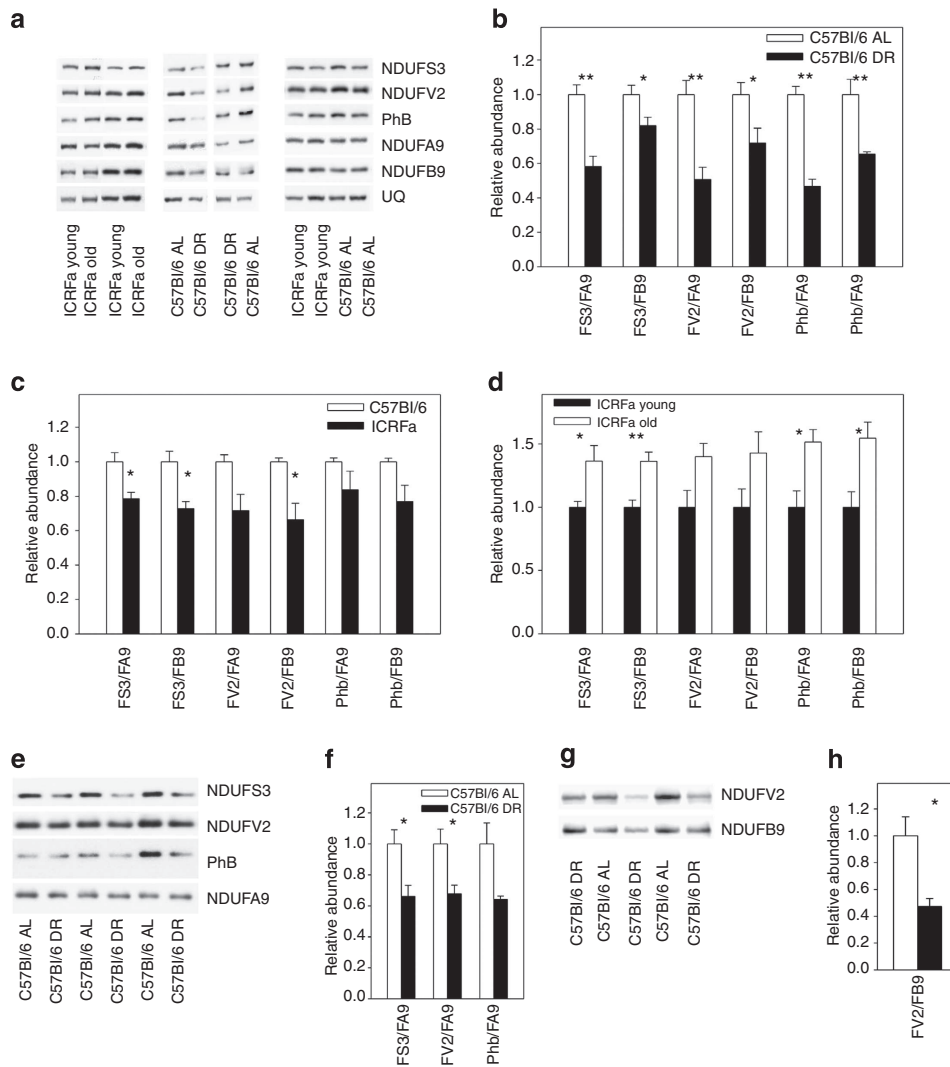 a
NDUFS3
NDUFV2
PhB
NDUFA9
NDUFB9
UQ
ICRFa young
ICRFa old
ICRFa young
ICRFa old
C57Bl/6 AL
C57Bl/6 DR
C57Bl/6 DR
C57Bl/6 AL
ICRFa young
ICRFa young
C57Bl/6 AL
C57Bl/6 AL
b
C57Bl/6 AL
C57Bl/6 DR
Relative abundance
1.2
1.0
0.8
0.6
0.4
0.2
0.0
** * ** * ** **
FS3/FA9
FS3/FB9
FV2/FA9
FV2/FB9
Phb/FA9
Phb/FA9
c
C57Bl/6
ICRFa
Relative abundance
1.2
1.0
0.8
0.6
0.4
0.2
0.0
* * *
FS3/FA9
FS3/FB9
FV2/FA9
FV2/FB9
Phb/FA9
Phb/FB9
d
ICRFa young
ICRFa old
Relative abundance
1.5
1.0
0.5
0.0
* ** * *
FS3/FA9
FS3/FB9
FV2/FA9
FV2/FB9
Phb/FA9
Phb/FB9
e
NDUFS3
NDUFV2
PhB
NDUFA9
C57Bl/6 AL
C57Bl/6 DR
C57Bl/6 AL
C57Bl/6 DR
C57Bl/6 AL
C57Bl/6 DR
f
C57Bl/6 AL
C57Bl/6 DR
Relative abundance
1.2
1.0
0.8
0.6
0.4
0.2
0.0
* *
FS3/FA9
FV2/FA9
Phb/FA9
g
NDUFV2
NDUFB9
C57Bl/6 DR
C57Bl/6 AL
C57Bl/6 DR
C57Bl/6 AL
C57Bl/6 DR
h
Relative abundance
1.2
1.0
0.8
0.6
0.4
0.2
0.0
*
FV2/FB9